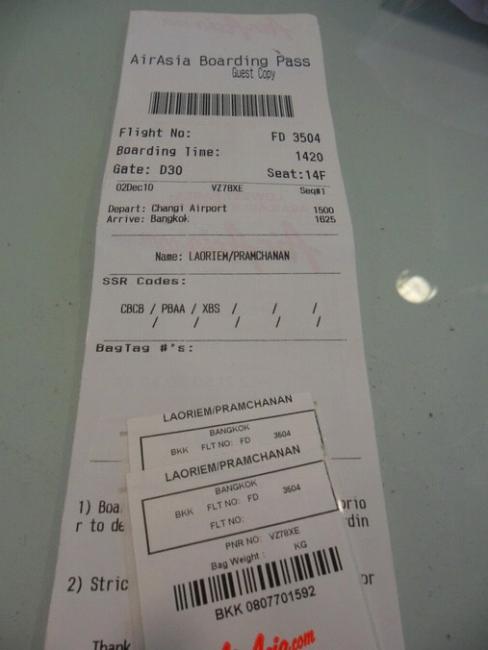 AirAsia Boarding Pass
Guest Copy
Flight No: FD 3504
Boarding Time: 1420
Gate: D30 Seat:14F
02Dec10 VZ78XE Seq#1
Depart: Changi Airport 1500
Arrive: Bangkok 1625
Name: LAORIEM/PRAMCHANAN
SSR Codes:
CBCB / PBAA / XBS / / /
/ / / / /
BagTag #'s:
LAORIEM/PRAMCHANAN
BANGKOK
BKK FLT NO: FD 3504
LAORIEM/PRAMCHANAN
BANGKOK
BKK FLT NO: FD 3504
FLT NO:
PNR NO: VZ78XE
Bag Weight : KG
BKK 0807701592
AirAsia.com
1) Boa prio
r to de din
2) Stric or
Thank